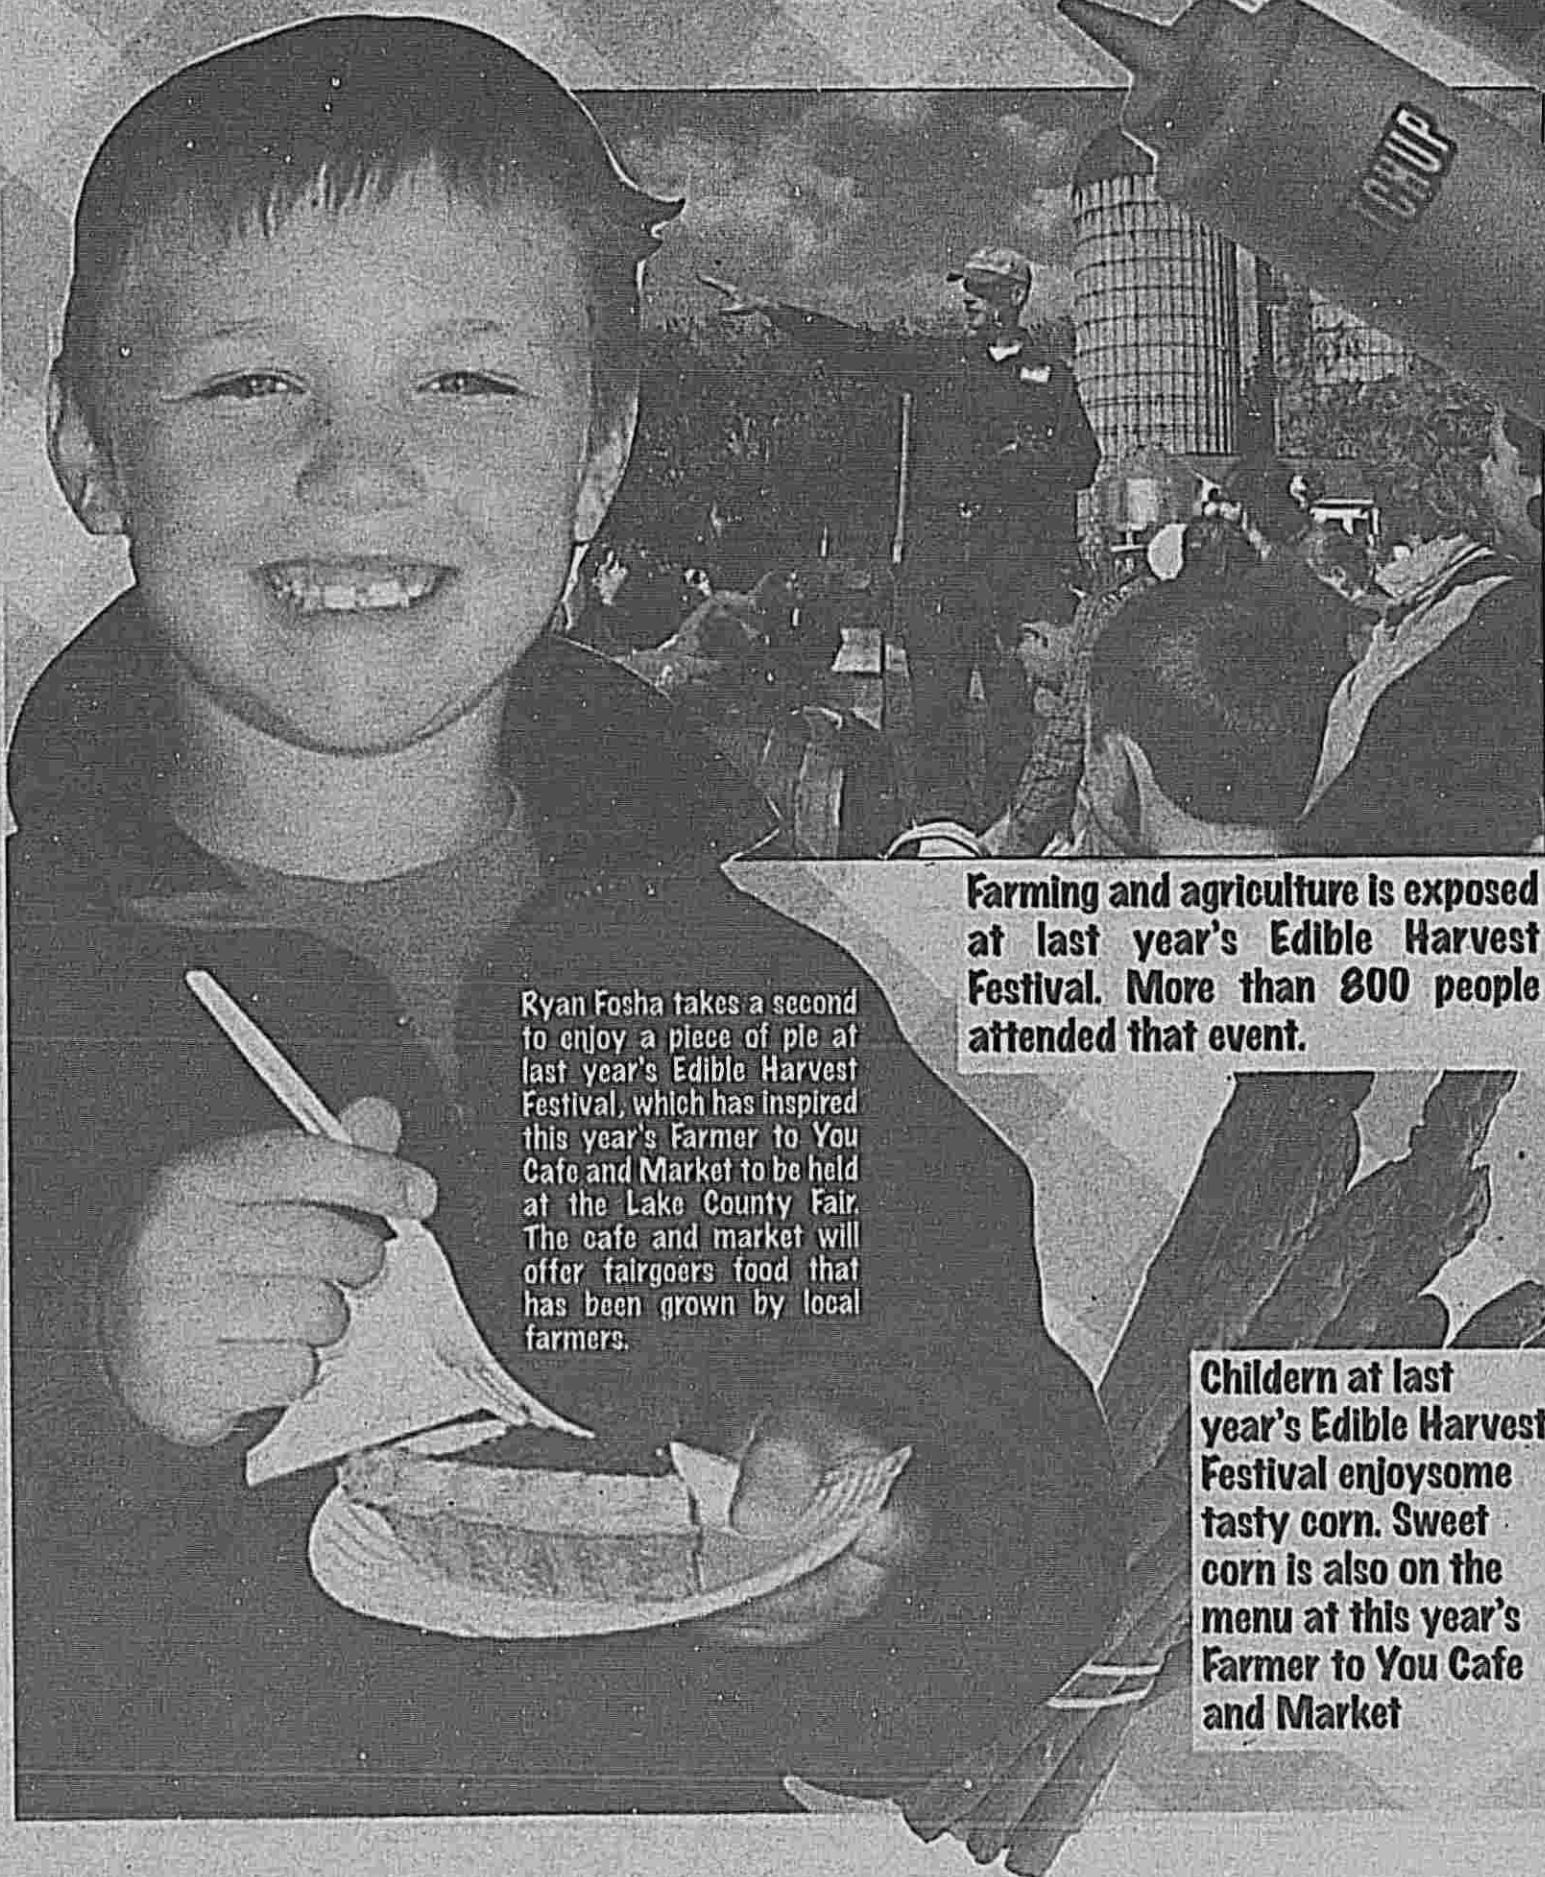 CHUP
Farming and agriculture is exposed
at last year's Edible Harvest
Festival. More than 800 people
attended that event.
Ryan Fosha takes a second
to enjoy a piece of pie at
last year's Edible Harvest
Festival, which has inspired
this year's Farmer to You
Cafe and Market to be held
at the Lake County Fair.
The cafe and market will
offer fairgoers food that
has been grown by local
farmers.
Childern at last
year's Edible Harvest
Festival enjoysome
tasty corn. Sweet
corn is also on the
menu at this year's
Farmer to You Cafe
and Market